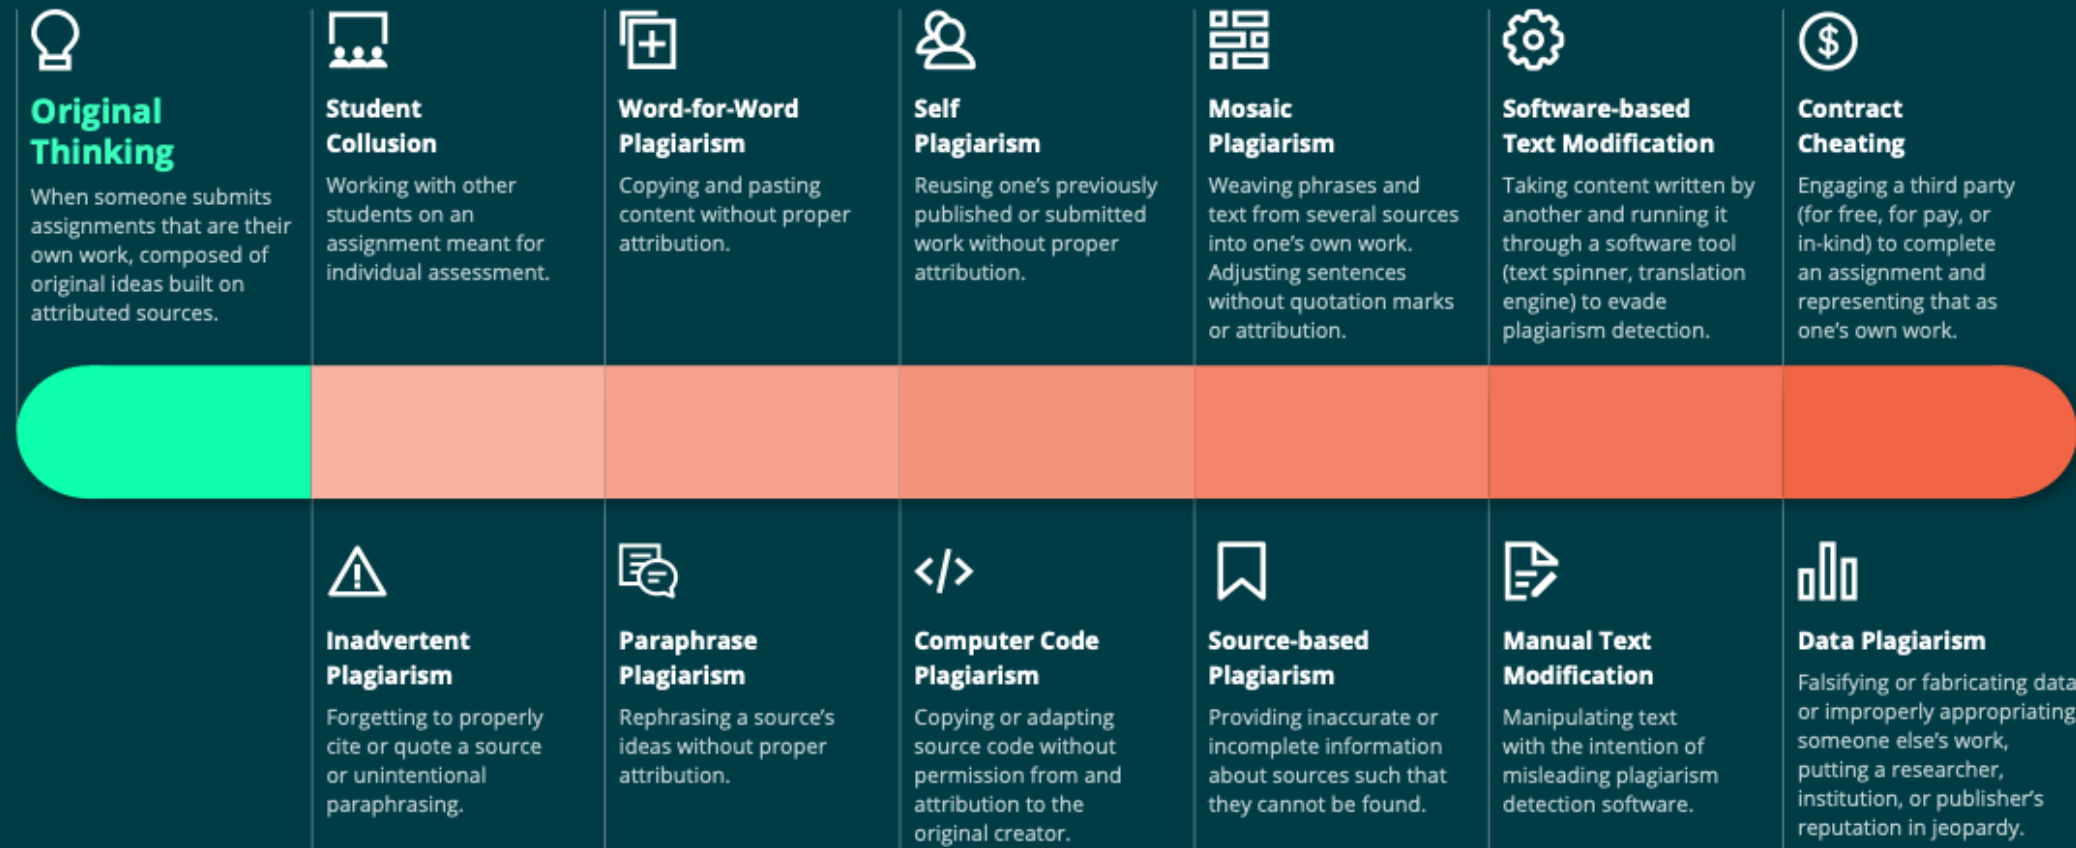 Original
Thinking
When someone submits
assignments that are their
own work, composed of
original ideas built on
attributed sources.
Student
Collusion
Working with other
students on an
assignment meant for
individual assessment.
Word-for-Word
Plagiarism
Copying and pasting
content without proper
attribution.
Self
Plagiarism
Reusing one's previously
published or submitted
work without proper
attribution.
Mosaic
Plagiarism
Weaving phrases and
text from several sources
into one's own work.
Adjusting sentences
without quotation marks
or attribution.
Software-based
Text Modification
Taking content written by
another and running it
through a software tool
(text spinner, translation
engine) to evade
plagiarism detection.
$
Contract
Cheating
Engaging a third party
(for free, for pay, or
in-kind) to complete
an assignment and
representing that as
one's own work.
Inadvertent
Plagiarism
Forgetting to properly
cite or quote a source
or unintentional
paraphrasing.
Paraphrase
Plagiarism
Rephrasing a source's
ideas without proper
attribution.
</>
Computer Code
Plagiarism
Copying or adapting
source code without
permission from and
attribution to the
original creator.
Source-based
Plagiarism
Providing inaccurate or
incomplete information
about sources such that
they cannot be found.
Manual Text
Modification
Manipulating text
with the intention of
misleading plagiarism
detection software.
Data Plagiarism
Falsifying or fabricating data
or improperly appropriating
someone else's work,
putting a researcher,
institution, or publisher's
reputation in jeopardy.